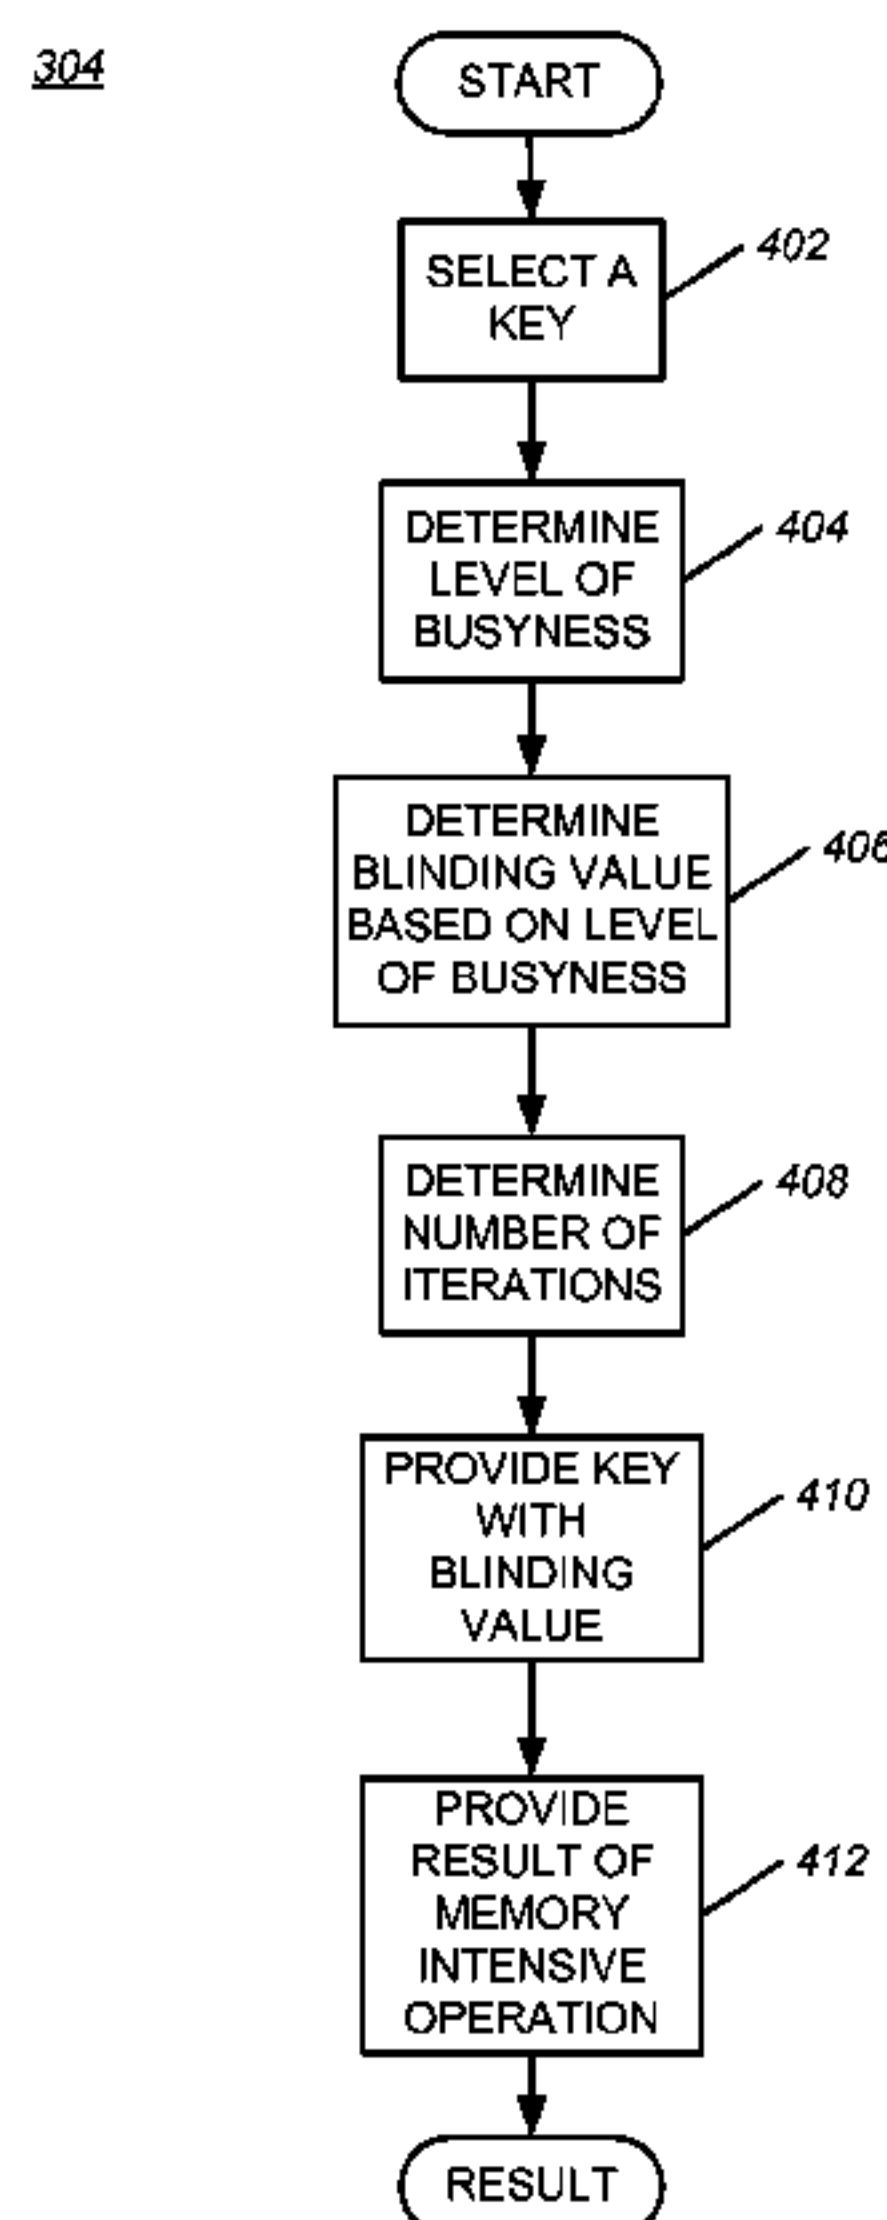 304
START
SELECT A
KEY
402
DETERMINE
LEVEL OF
BUSYNESS
404
DETERMINE
BLINDING VALUE
BASED ON LEVEL
OF BUSYNESS
406
DETERMINE
NUMBER OF
ITERATIONS
408
PROVIDE KEY
WITH
BLINDING
VALUE
410
PROVIDE
RESULT OF
MEMORY
INTENSIVE
OPERATION
412
RESULT